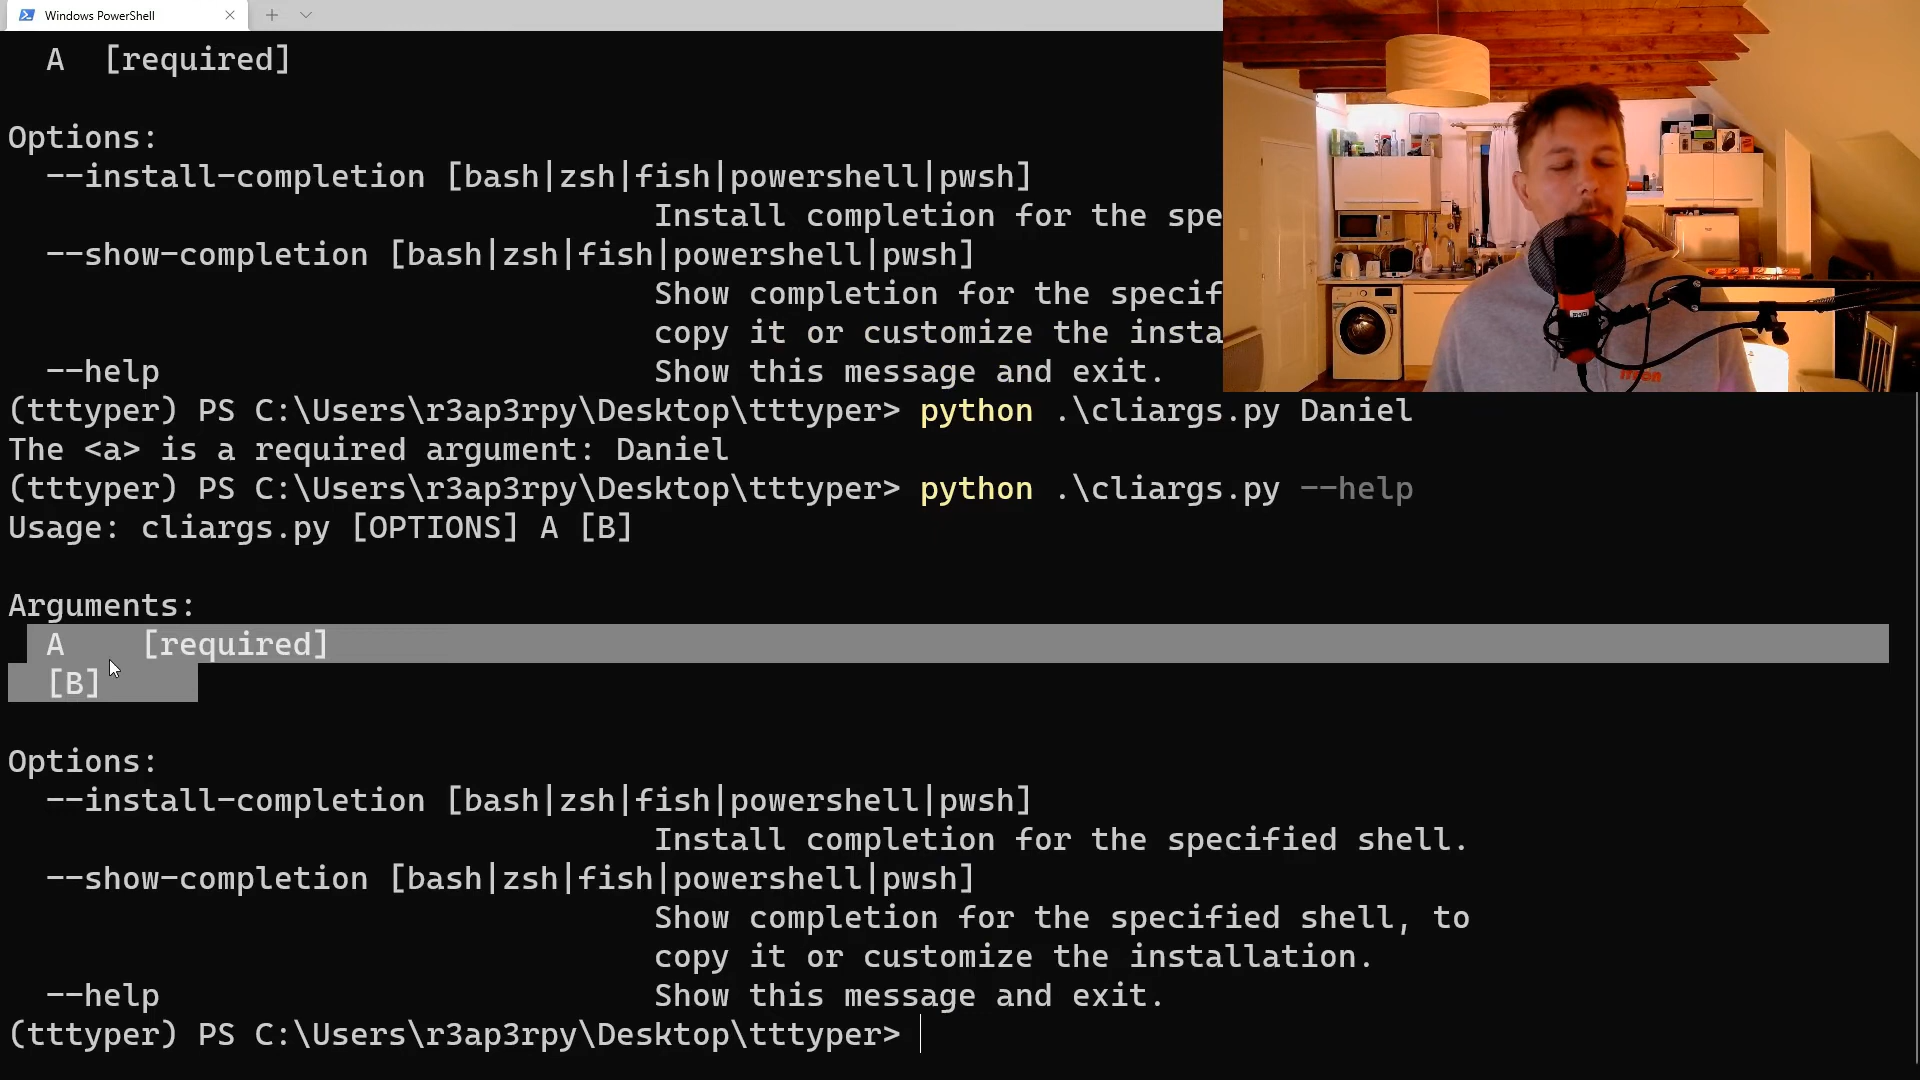 Windows PowerShell
A [required]
Options:
--install-completion [bash|zsh|fish|powershell|pwsh]
Install completion for the spe
--show-completion [bash|zsh|fish|powershell|pwsh]
Show completion for the specif
copy it or customize the insta
--help Show this message and exit.
(tttyper) PS C:\Users\r3ap3rpy\Desktop\tttyper> python .\cliargs.py Daniel
The <a> is a required argument: Daniel
(tttyper) PS C:\Users\r3ap3rpy\Desktop\tttyper> python .\cliargs.py --help
Usage: cliargs.py [OPTIONS] A [B]
Arguments:
A [required]
[B]
Options:
--install-completion [bash|zsh|fish|powershell|pwsh]
Install completion for the specified shell.
--show-completion [bash|zsh|fish|powershell|pwsh]
Show completion for the specified shell, to
copy it or customize the installation.
--help Show this message and exit.
(tttyper) PS C:\Users\r3ap3rpy\Desktop\tttyper>